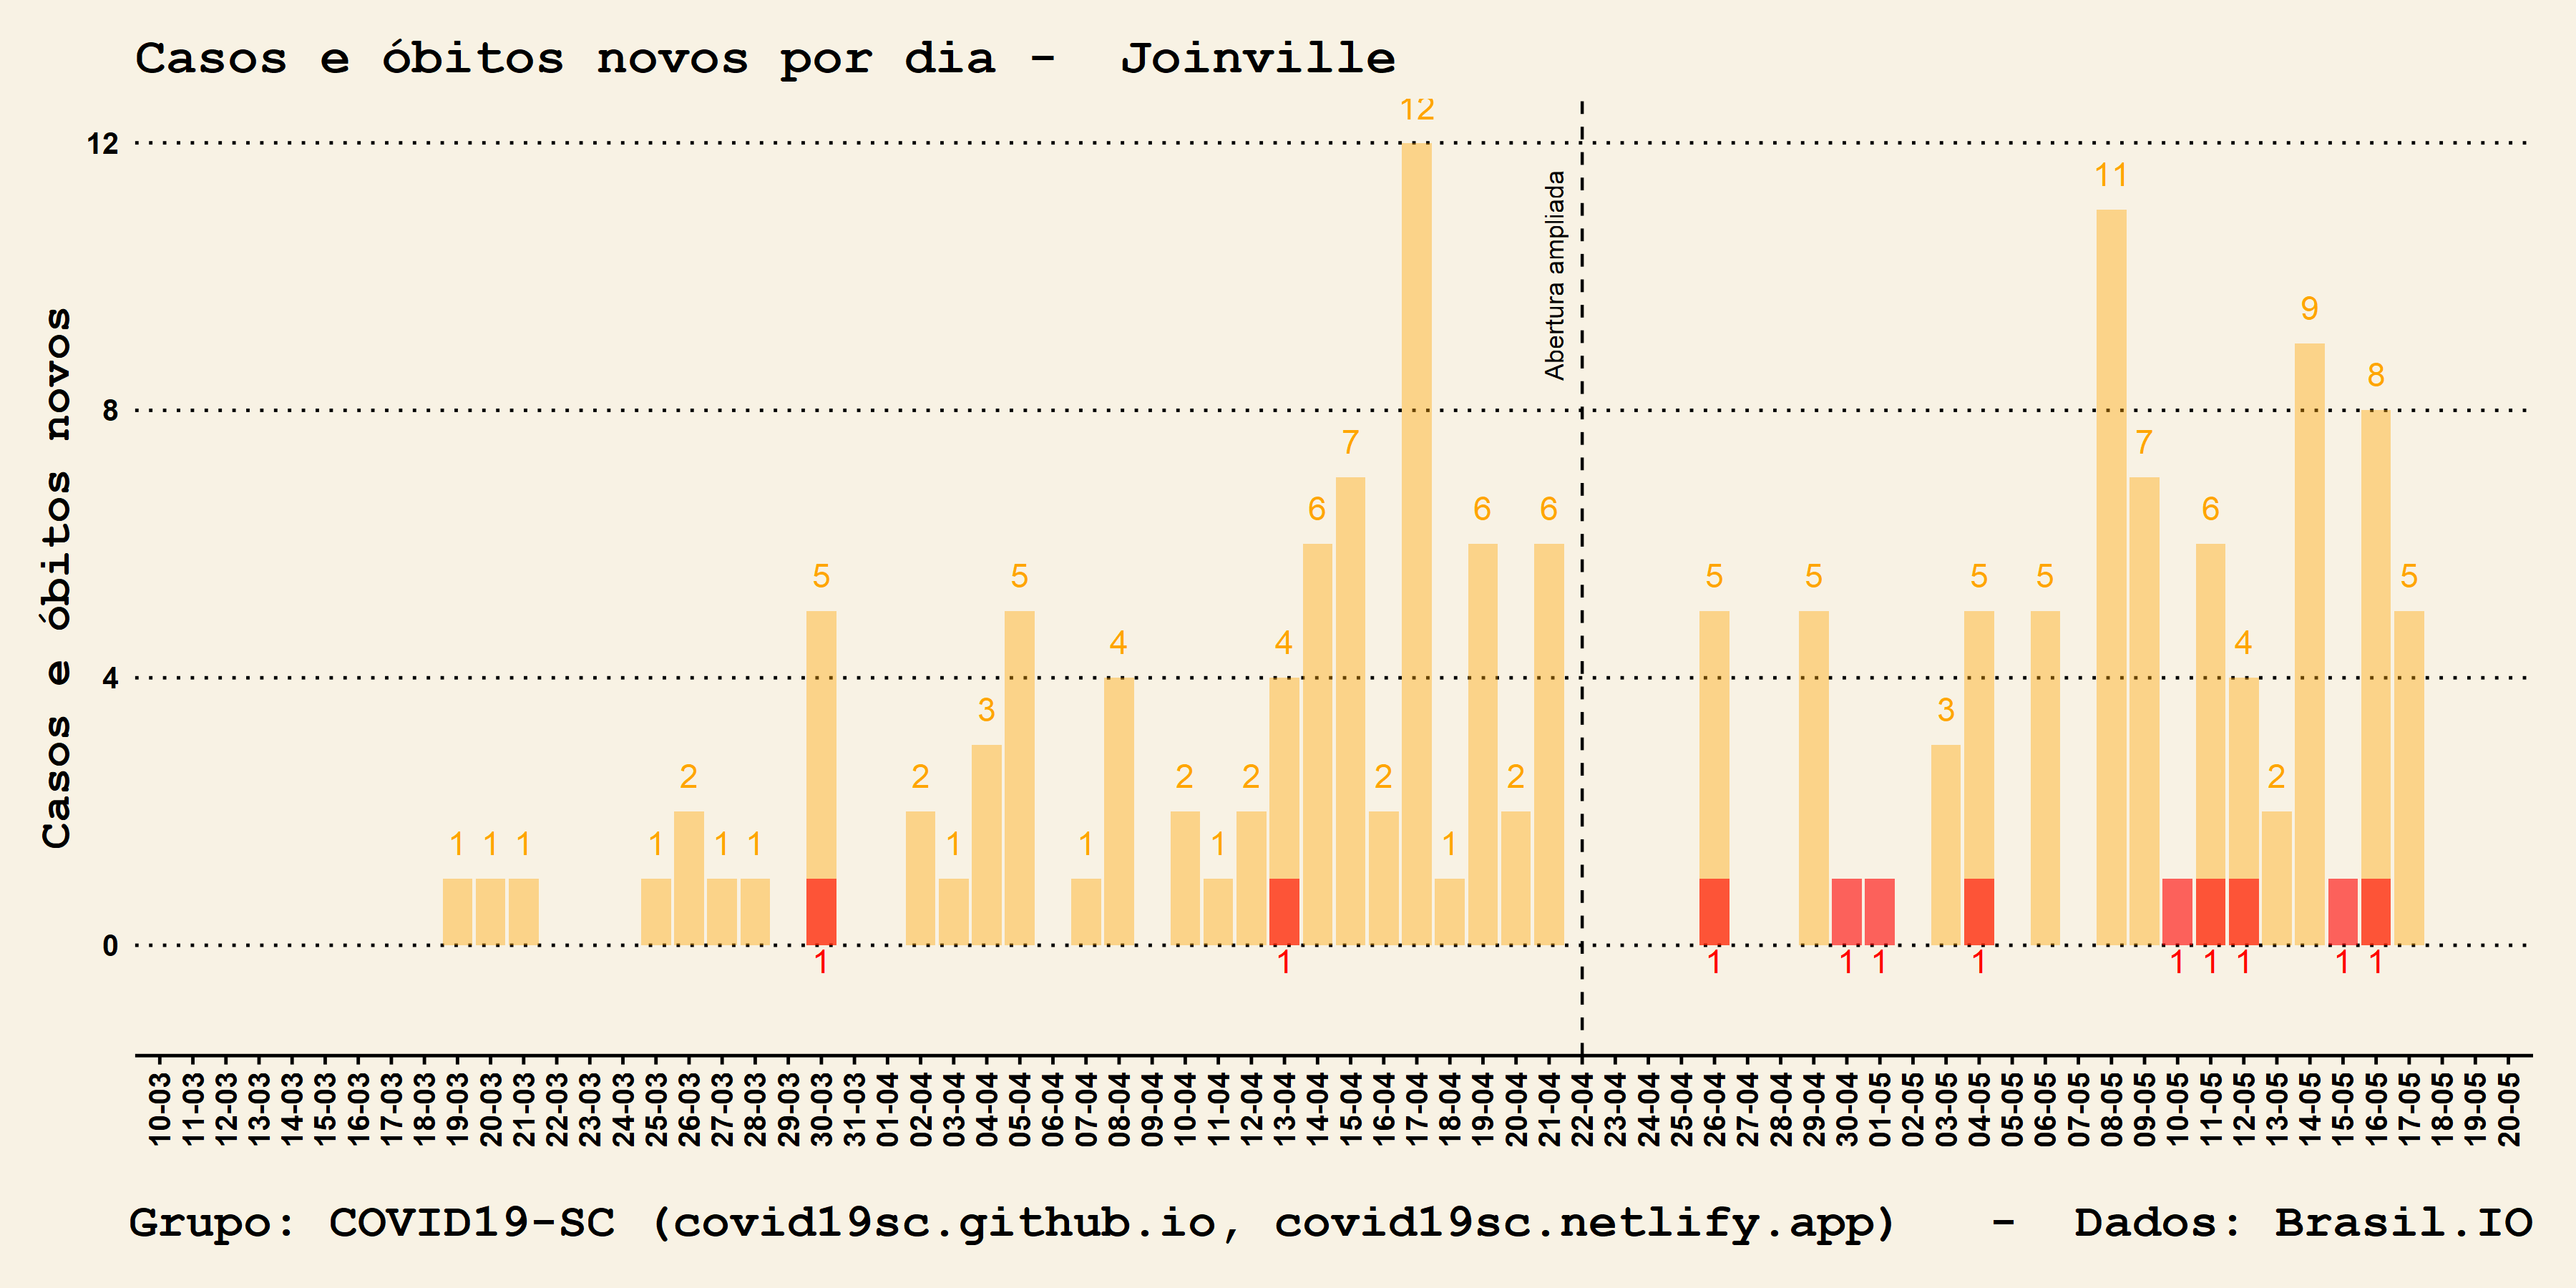 Casos e óbitos novos por dia -  Joinville
Casos e óbitos novos
12
8
4
0
Abertura ampliada
1 1 1 1 2 1 1 5 2 1 3 5 1 4 2 1 2 4 6 7 2 12 1 6 2 6 5 5 3 5 5 11 7 6 4 2 9 8 5
1 1 1 1 1 1 1 1 1 1 1
10-03 11-03 12-03 13-03 14-03 15-03 16-03 17-03 18-03 19-03 20-03 21-03 22-03 23-03 24-03 25-03 26-03 27-03 28-03 29-03 30-03 31-03 01-04 02-04 03-04 04-04 05-04 06-04 07-04 08-04 09-04 10-04 11-04 12-04 13-04 14-04 15-04 16-04 17-04 18-04 19-04 20-04 21-04 22-04 23-04 24-04 25-04 26-04 27-04 28-04 29-04 30-04 01-05 02-05 03-05 04-05 05-05 06-05 07-05 08-05 09-05 10-05 11-05 12-05 13-05 14-05 15-05 16-05 17-05 18-05 19-05 20-05
Grupo: COVID19-SC (covid19sc.github.io, covid19sc.netlify.app)  -  Dados: Brasil.IO